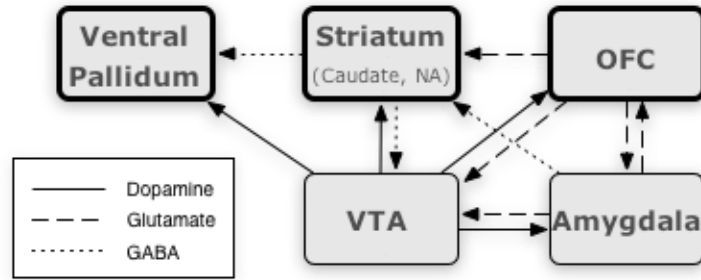 Ventral
Pallidum
Striatum
(Caudate, NA)
OFC
VTA
Amygdala
Dopamine
Glutamate
GABA